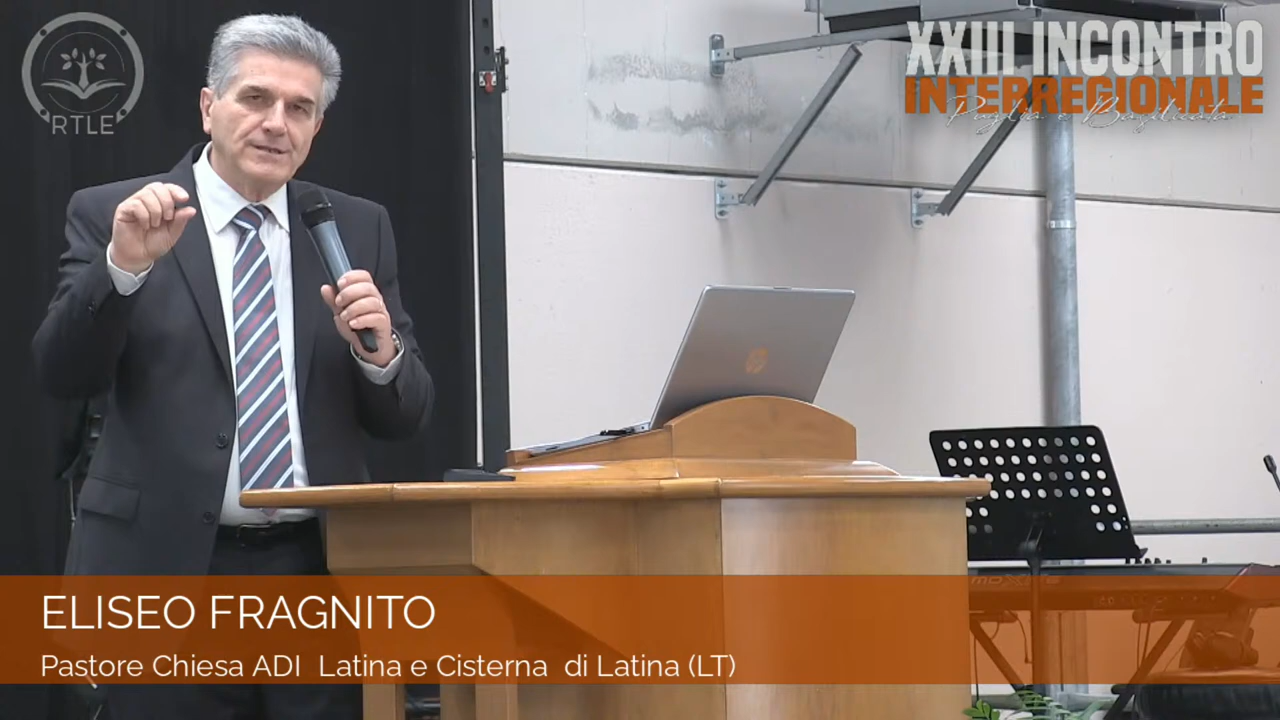 RTLE
XXIII INCONTRO
INTERREGIONALE
Puglia e Basilicata
ELISEO FRAGNITO
Pastore Chiesa ADI Latina e Cisterna di Latina (LT)